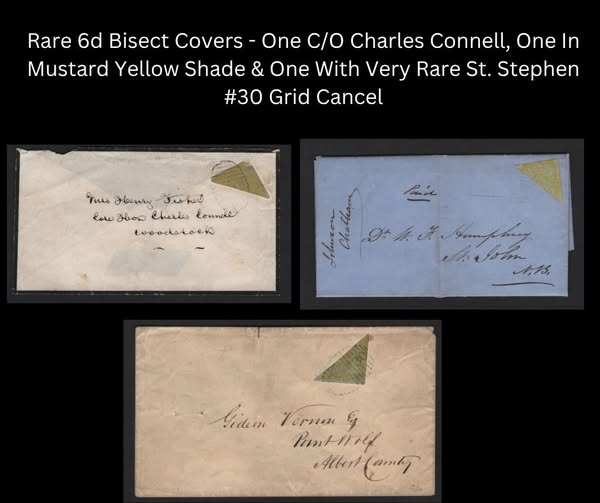 Rare 6d Bisect Covers - One C/O Charles Connell, One In
Mustard Yellow Shade & One With Very Rare St. Stephen
#30 Grid Cancel
Mrs Henry Fisher
Care Hon Charles Connell
Woodstock
Paid
Johnson
Chatham
Dr W. F. Humphrey
St. John
N.B.
Gideon Vernon Esq
Point Wolf
Albert County